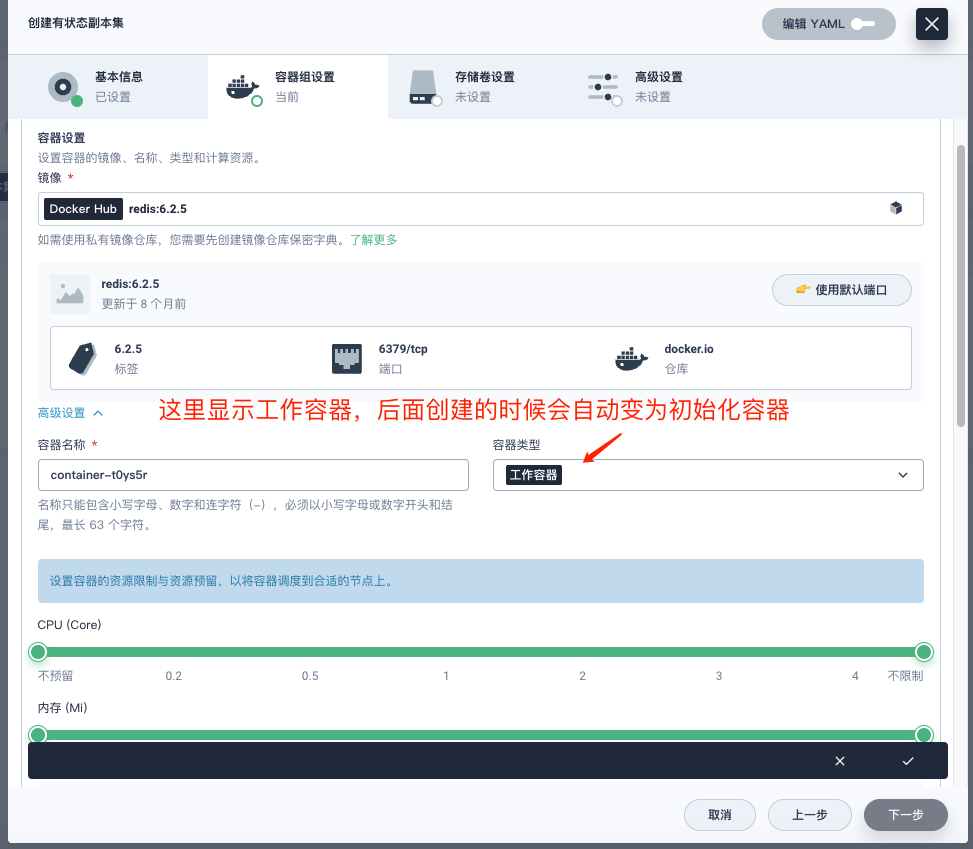 创建有状态副本集
编辑 YAML
基本信息
已设置
容器组设置
当前
存储卷设置
未设置
高级设置
未设置
容器设置
设置容器的镜像、名称、类型和计算资源。
镜像 *
Docker Hub redis:6.2.5
如需使用私有镜像仓库，您需要先创建镜像仓库保密字典。了解更多
redis:6.2.5
更新于 8 个月前
👉 使用默认端口
6.2.5
标签
6379/tcp
端口
docker.io
仓库
高级设置
这里显示工作容器，后面创建的时候会自动变为初始化容器
容器名称 *
container-t0ys5r
名称只能包含小写字母、数字和连字符（-），必须以小写字母或数字开头和结
尾，最长 63 个字符。
容器类型
工作容器
设置容器的资源限制与资源预留，以将容器调度到合适的节点上。
CPU (Core)
不预留 0.2 0.5 1 2 3 4 不限制
内存 (Mi)
取消
上一步
下一步